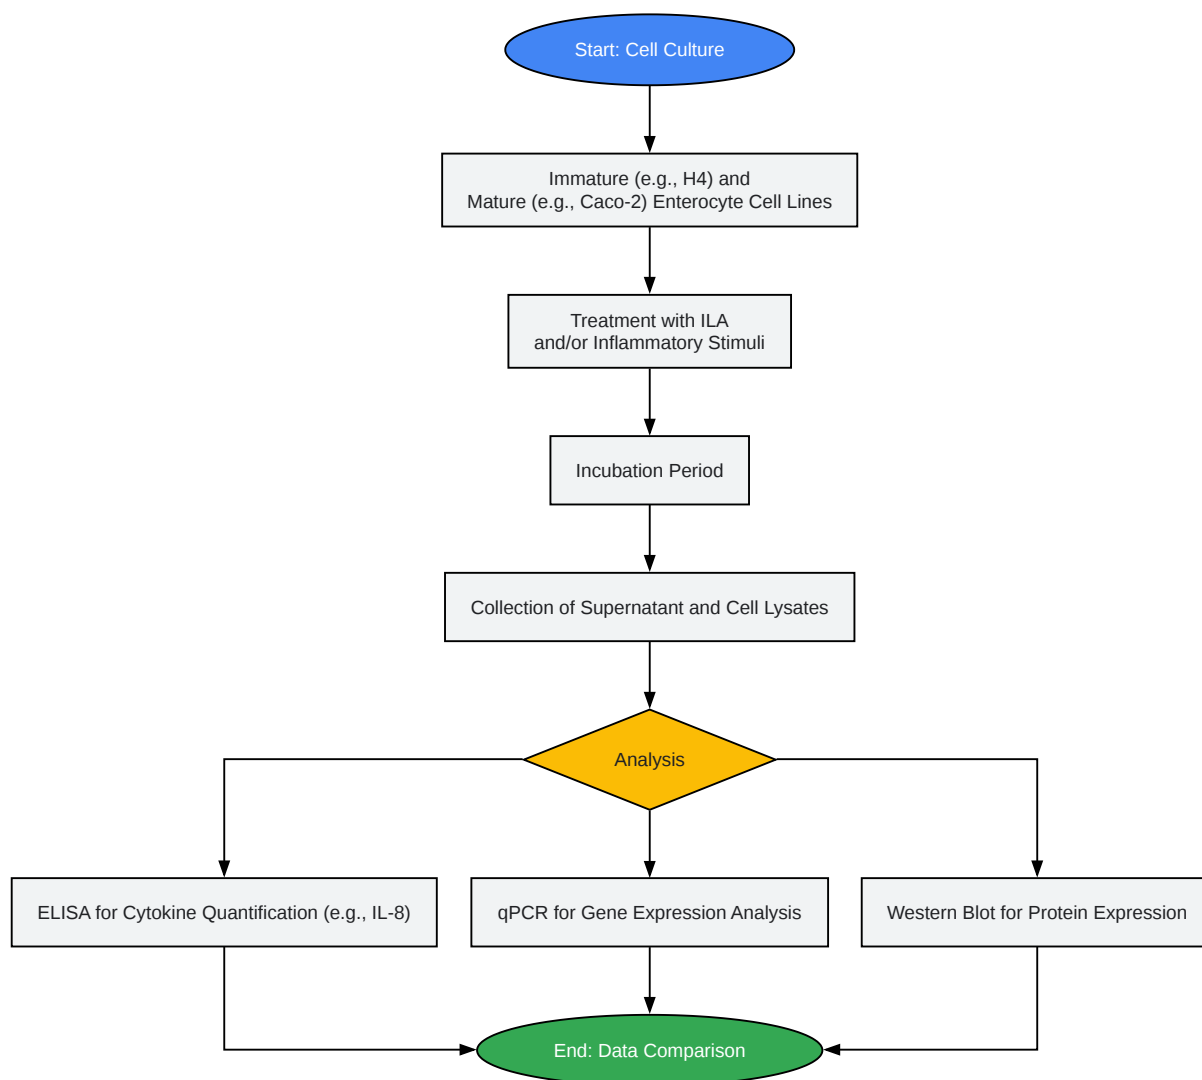 Start: Cell Culture
Immature (e.g., H4) and
Mature (e.g., Caco-2) Enterocyte Cell Lines
Treatment with ILA
and/or Inflammatory Stimuli
Incubation Period
Collection of Supernatant and Cell Lysates
Analysis
ELISA for Cytokine Quantification (e.g., IL-8)
qPCR for Gene Expression Analysis
Western Blot for Protein Expression
End: Data Comparison